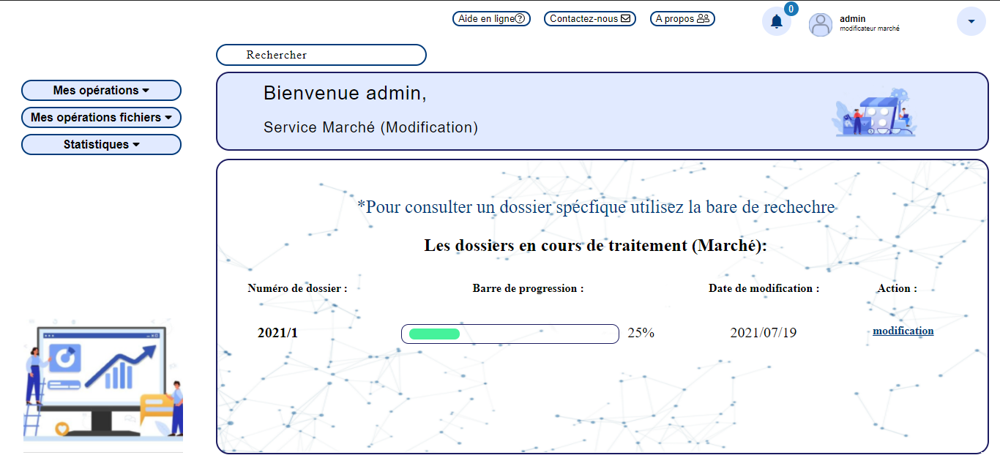 Aide en ligne
Contactez-nous
A propos
0
admin
modificateur marché
Rechercher
Mes opérations
Mes opérations fichiers
Statistiques
Bienvenue admin,
Service Marché (Modification)
*Pour consulter un dossier spécfique utilisez la bare de rechechre
Les dossiers en cours de traitement (Marché):
Numéro de dossier : Barre de progression : Date de modification : Action :
2021/1 25% 2021/07/19 modification